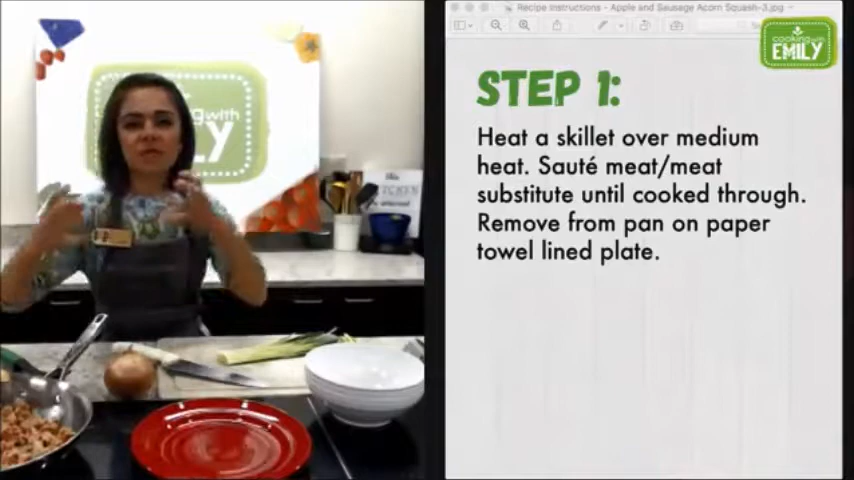 Recipe Instructions - Apple and Sausage Acorn Squash-3.jpg
cooking with
EMILY
STEP 1:
Heat a skillet over medium
heat. Sauté meat/meat
substitute until cooked through.
Remove from pan on paper
towel lined plate.
with